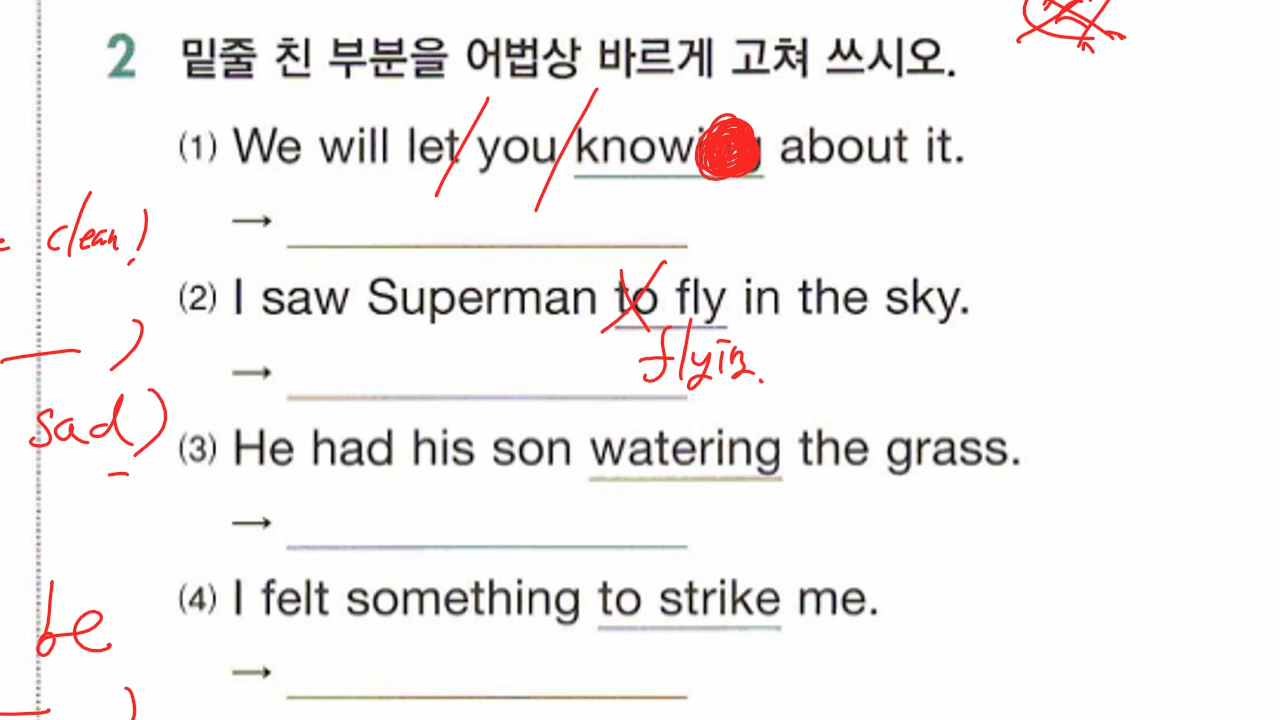 2 밑줄 친 부분을 어법상 바르게 고쳐 쓰시오.
(1) We will let you know about it.
→
clean!
(2) I saw Superman to fly in the sky.
flying.
→
sad)
(3) He had his son watering the grass.
→
(4) I felt something to strike me.
be
→